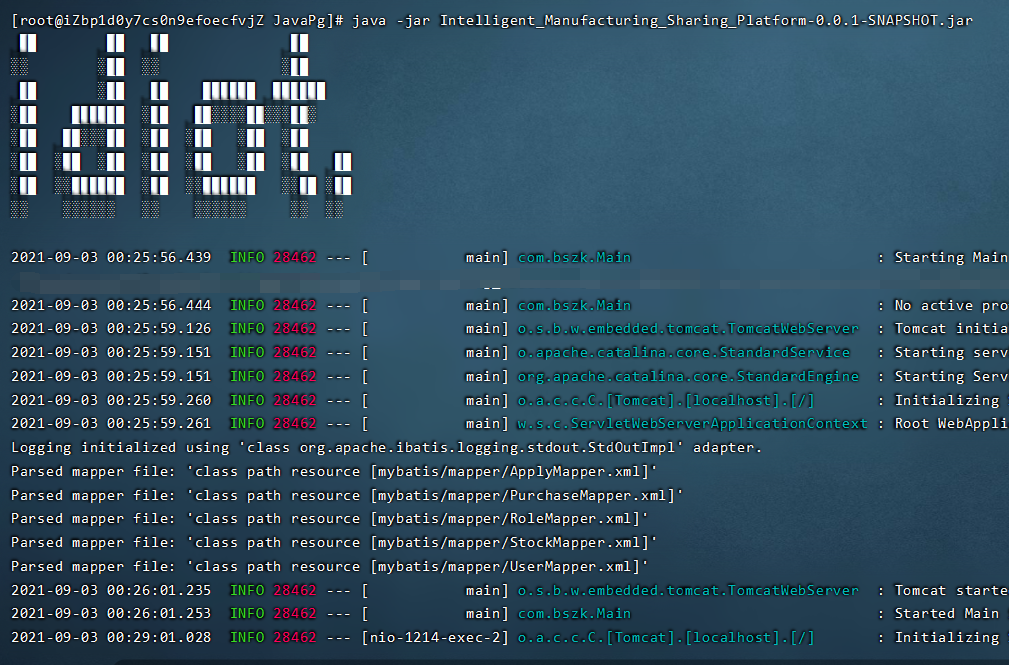 [root@iZbp1d0y7cs0n9efoecfvjZ JavaPg]# java -jar Intelligent_Manufacturing_Sharing_Platform-0.0.1-SNAPSHOT.jar
idiot.
2021-09-03 00:25:56.439  INFO 28462 --- [           main] com.bszk.Main                            : Starting Main
2021-09-03 00:25:56.444  INFO 28462 --- [           main] com.bszk.Main                            : No active pro
2021-09-03 00:25:59.126  INFO 28462 --- [           main] o.s.b.w.embedded.tomcat.TomcatWebServer  : Tomcat initia
2021-09-03 00:25:59.151  INFO 28462 --- [           main] o.apache.catalina.core.StandardService   : Starting serv
2021-09-03 00:25:59.151  INFO 28462 --- [           main] org.apache.catalina.core.StandardEngine  : Starting Serv
2021-09-03 00:25:59.260  INFO 28462 --- [           main] o.a.c.c.C.[Tomcat].[localhost].[/]       : Initializing
2021-09-03 00:25:59.261  INFO 28462 --- [           main] w.s.c.ServletWebServerApplicationContext : Root WebAppli
Logging initialized using 'class org.apache.ibatis.logging.stdout.StdOutImpl' adapter.
Parsed mapper file: 'class path resource [mybatis/mapper/ApplyMapper.xml]'
Parsed mapper file: 'class path resource [mybatis/mapper/PurchaseMapper.xml]'
Parsed mapper file: 'class path resource [mybatis/mapper/RoleMapper.xml]'
Parsed mapper file: 'class path resource [mybatis/mapper/StockMapper.xml]'
Parsed mapper file: 'class path resource [mybatis/mapper/UserMapper.xml]'
2021-09-03 00:26:01.235  INFO 28462 --- [           main] o.s.b.w.embedded.tomcat.TomcatWebServer  : Tomcat starte
2021-09-03 00:26:01.253  INFO 28462 --- [           main] com.bszk.Main                            : Started Main
2021-09-03 00:29:01.028  INFO 28462 --- [nio-1214-exec-2] o.a.c.c.C.[Tomcat].[localhost].[/]       : Initializing